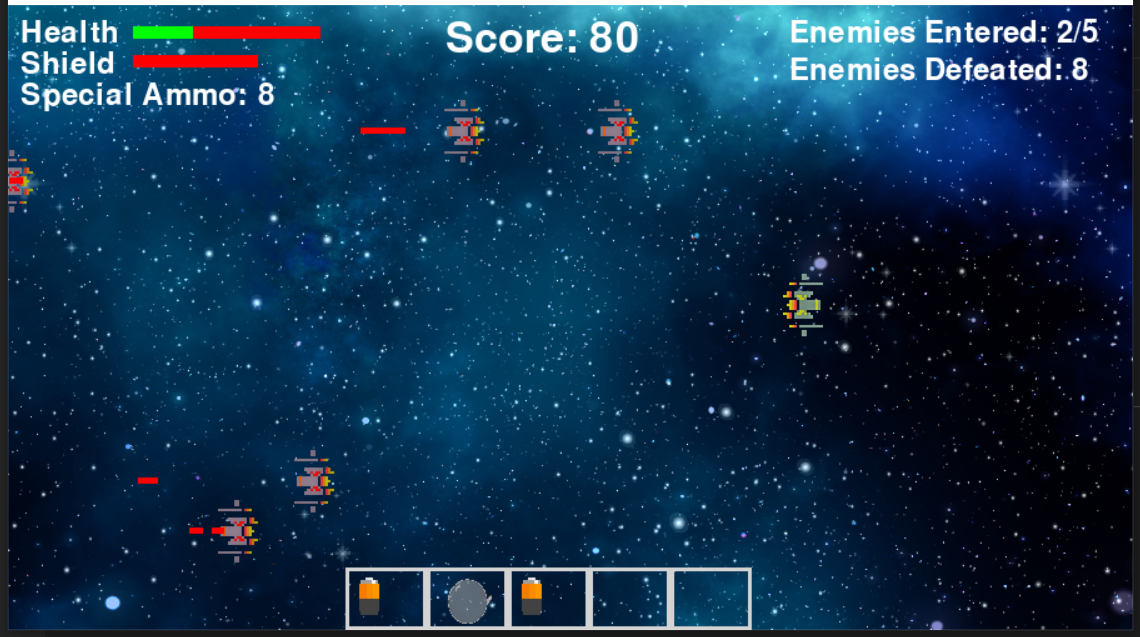 Health
Shield
Special Ammo: 8
Score: 80
Enemies Entered: 2/5
Enemies Defeated: 8